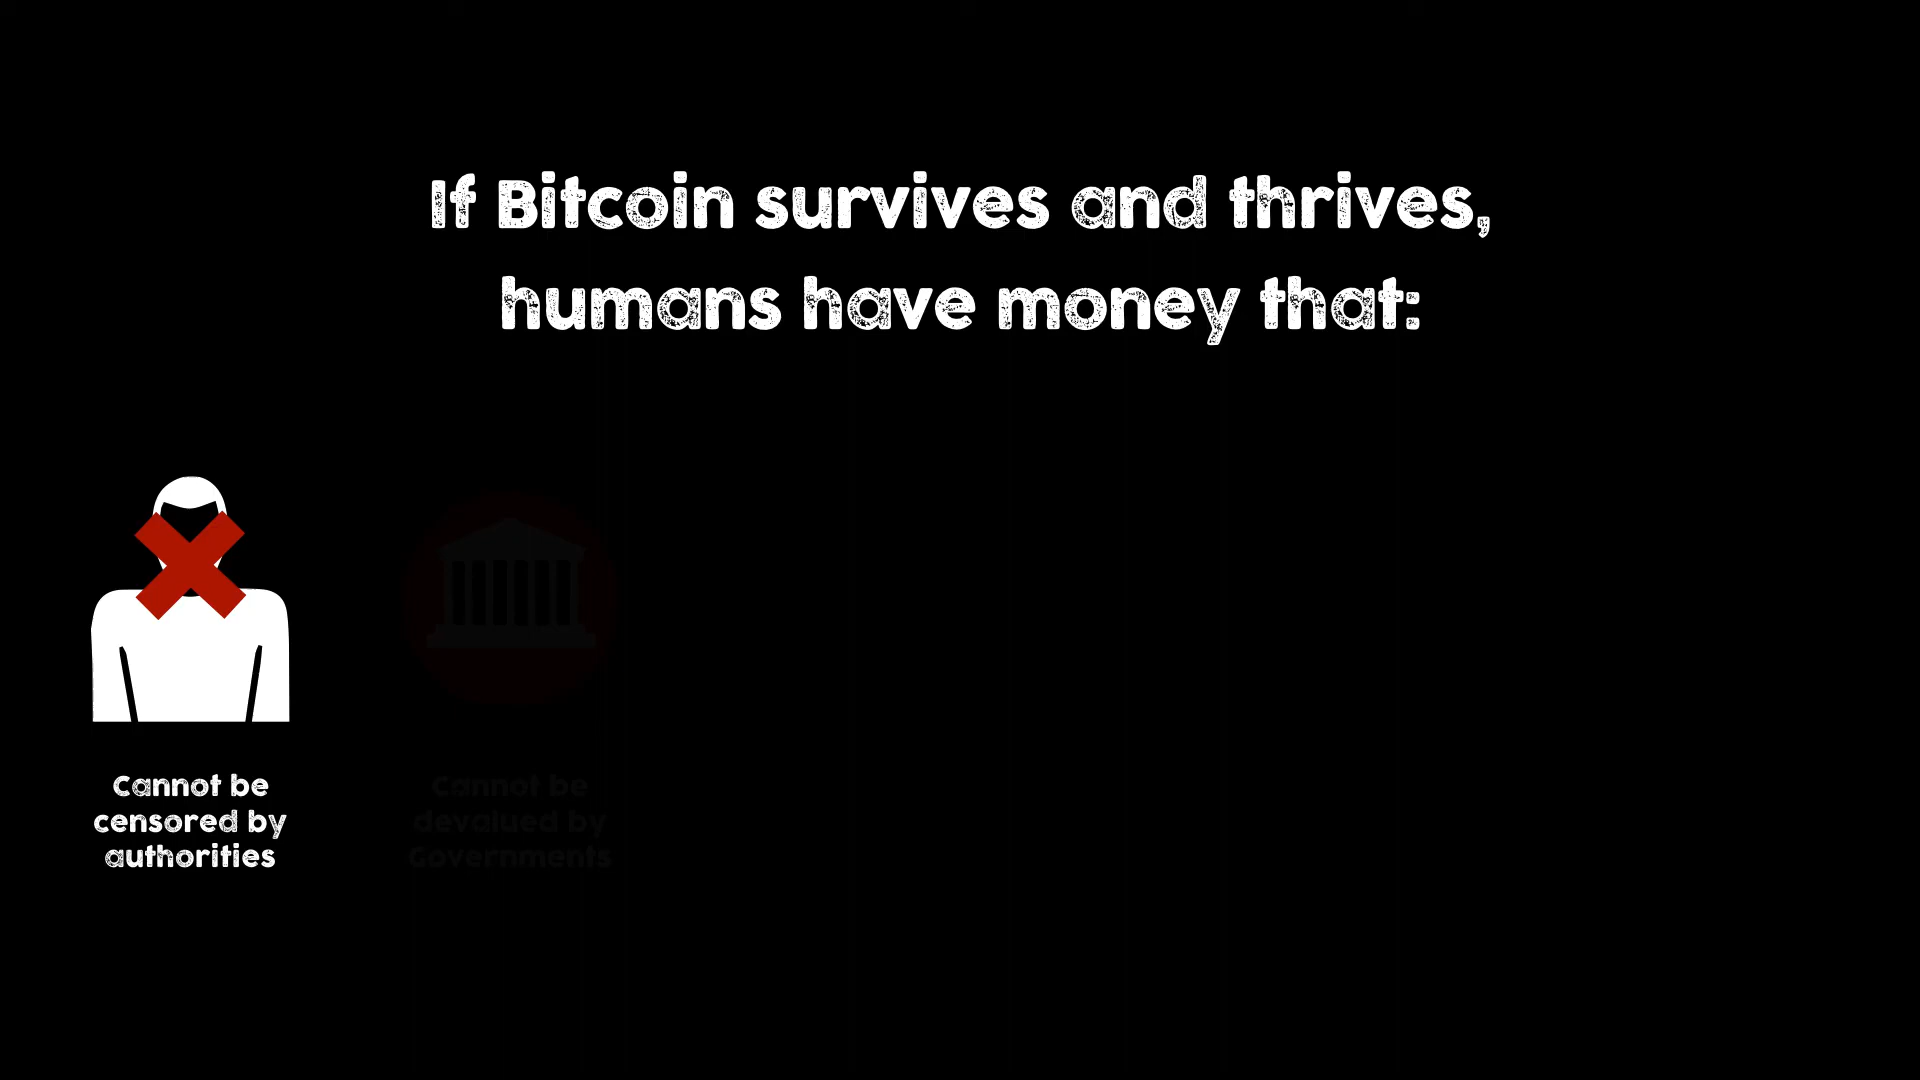 If Bitcoin survives and thrives,
humans have money that:
Cannot be
censored by
authorities
Cannot be
devalued by
Governments